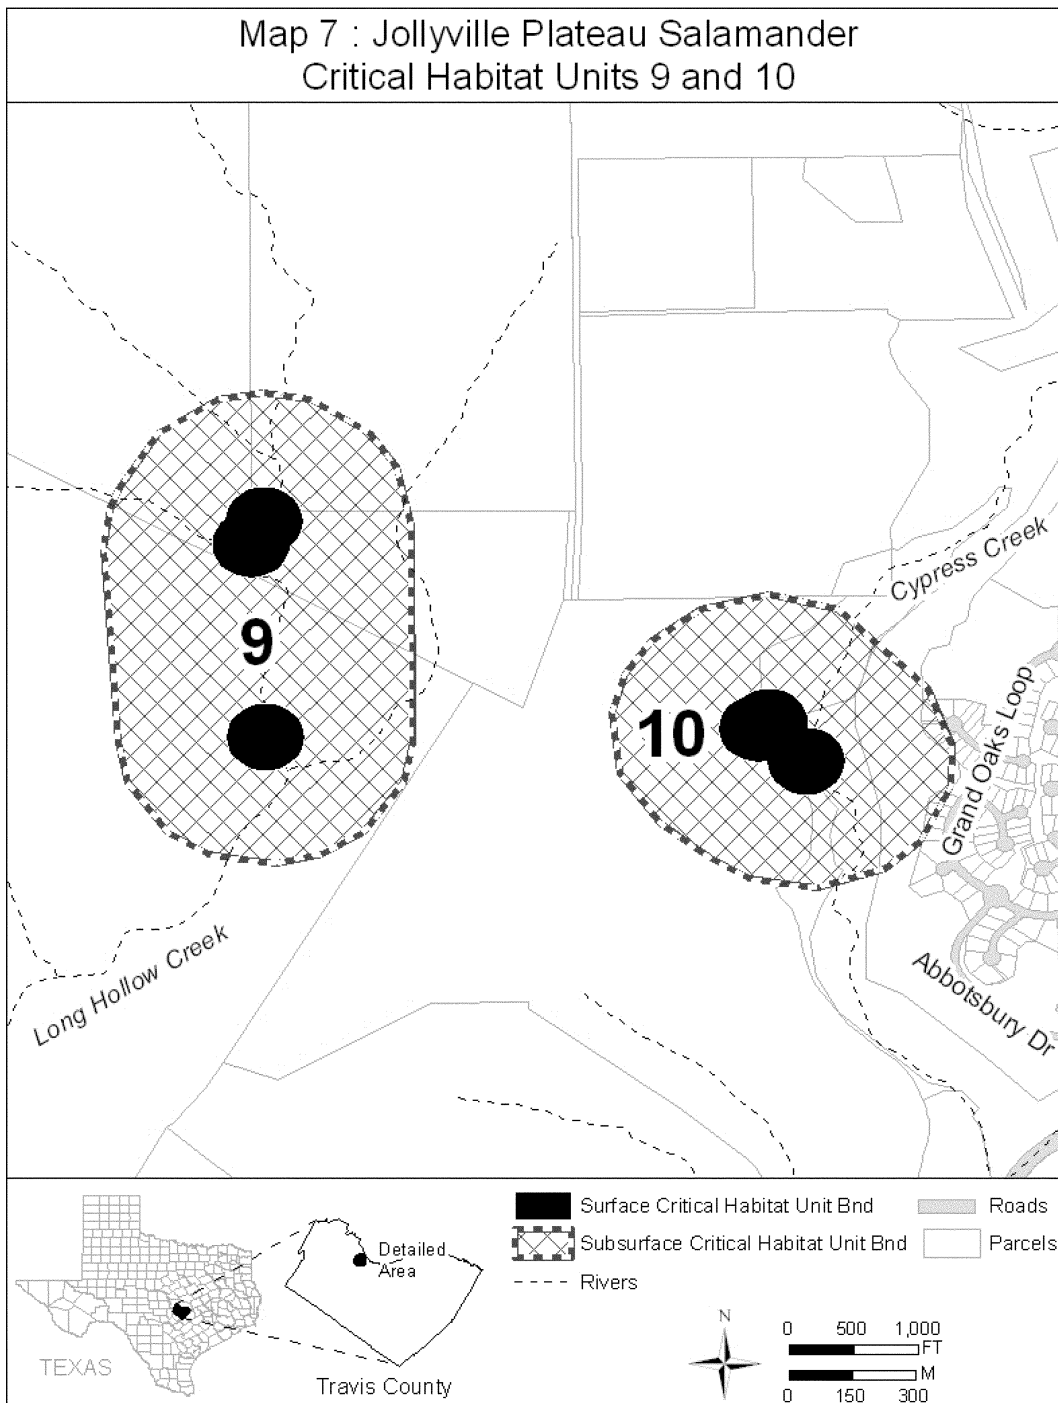 Map 7 : Jollyville Plateau Salamander
Critical Habitat Units 9 and 10
Cypress Creek
9
10
Grand Oaks Loop
Long Hollow Creek
Abbotsbury Dr
Surface Critical Habitat Unit Bnd
Roads
Subsurface Critical Habitat Unit Bnd
Parcels
Rivers
Detailed
Area
TEXAS
Travis County
N
0 500 1,000
FT
M
0 150 300